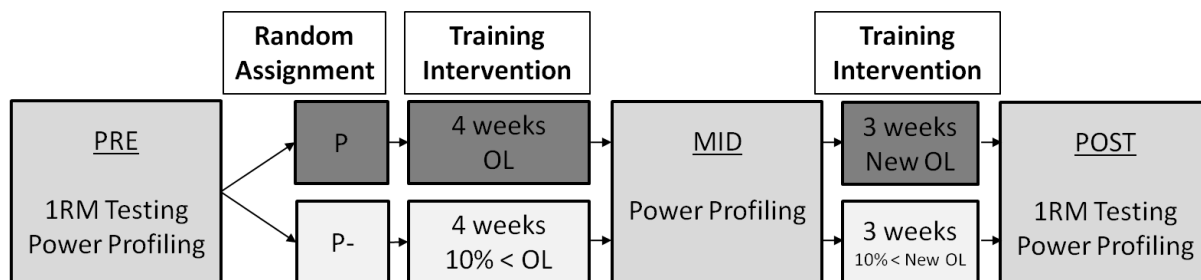 Random
Assignment
Training
Intervention
Training
Intervention
PRE
1RM Testing
Power Profiling
P
4 weeks
OL
P-
4 weeks
10% < OL
MID
Power Profiling
3 weeks
New OL
3 weeks
10% < New OL
POST
1RM Testing
Power Profiling